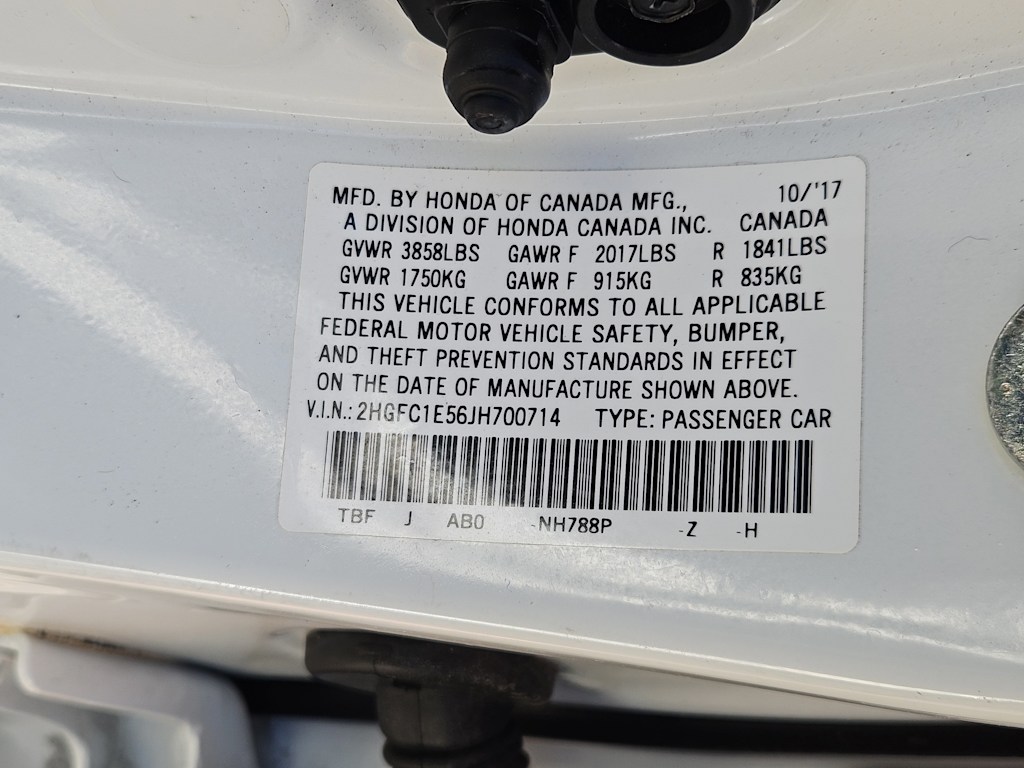 MFD. BY HONDA OF CANADA MFG., 10/'17
A DIVISION OF HONDA CANADA INC. CANADA
GVWR 3858LBS GAWR F 2017LBS R 1841LBS
GVWR 1750KG GAWR F 915KG R 835KG
THIS VEHICLE CONFORMS TO ALL APPLICABLE
FEDERAL MOTOR VEHICLE SAFETY, BUMPER,
AND THEFT PREVENTION STANDARDS IN EFFECT
ON THE DATE OF MANUFACTURE SHOWN ABOVE.
V.I.N.: 2HGFC1E56JH700714 TYPE: PASSENGER CAR
TBF J AB0 -NH788P -Z -H